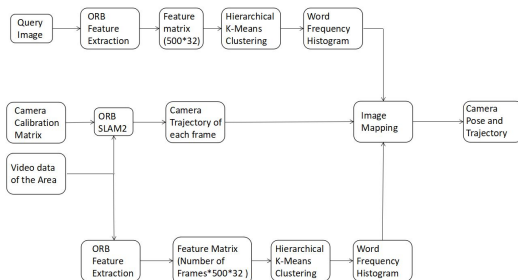 Query
Image
ORB
Feature
Extraction
Feature
matrix
(500*32)
Hierarchical
K-Means
Clustering
Word
Frequency
Histogram
Camera
Calibration
Matrix
ORB
SLAM2
Camera
Trajectory of
each frame
Image
Mapping
Camera
Pose and
Trajectory
Video data
of the Area
ORB
Feature
Extraction
Feature Matrix
(Number of
Frames*500*32 )
Hierarchical
K-Means
Clustering
Word
Frequency
Histogram